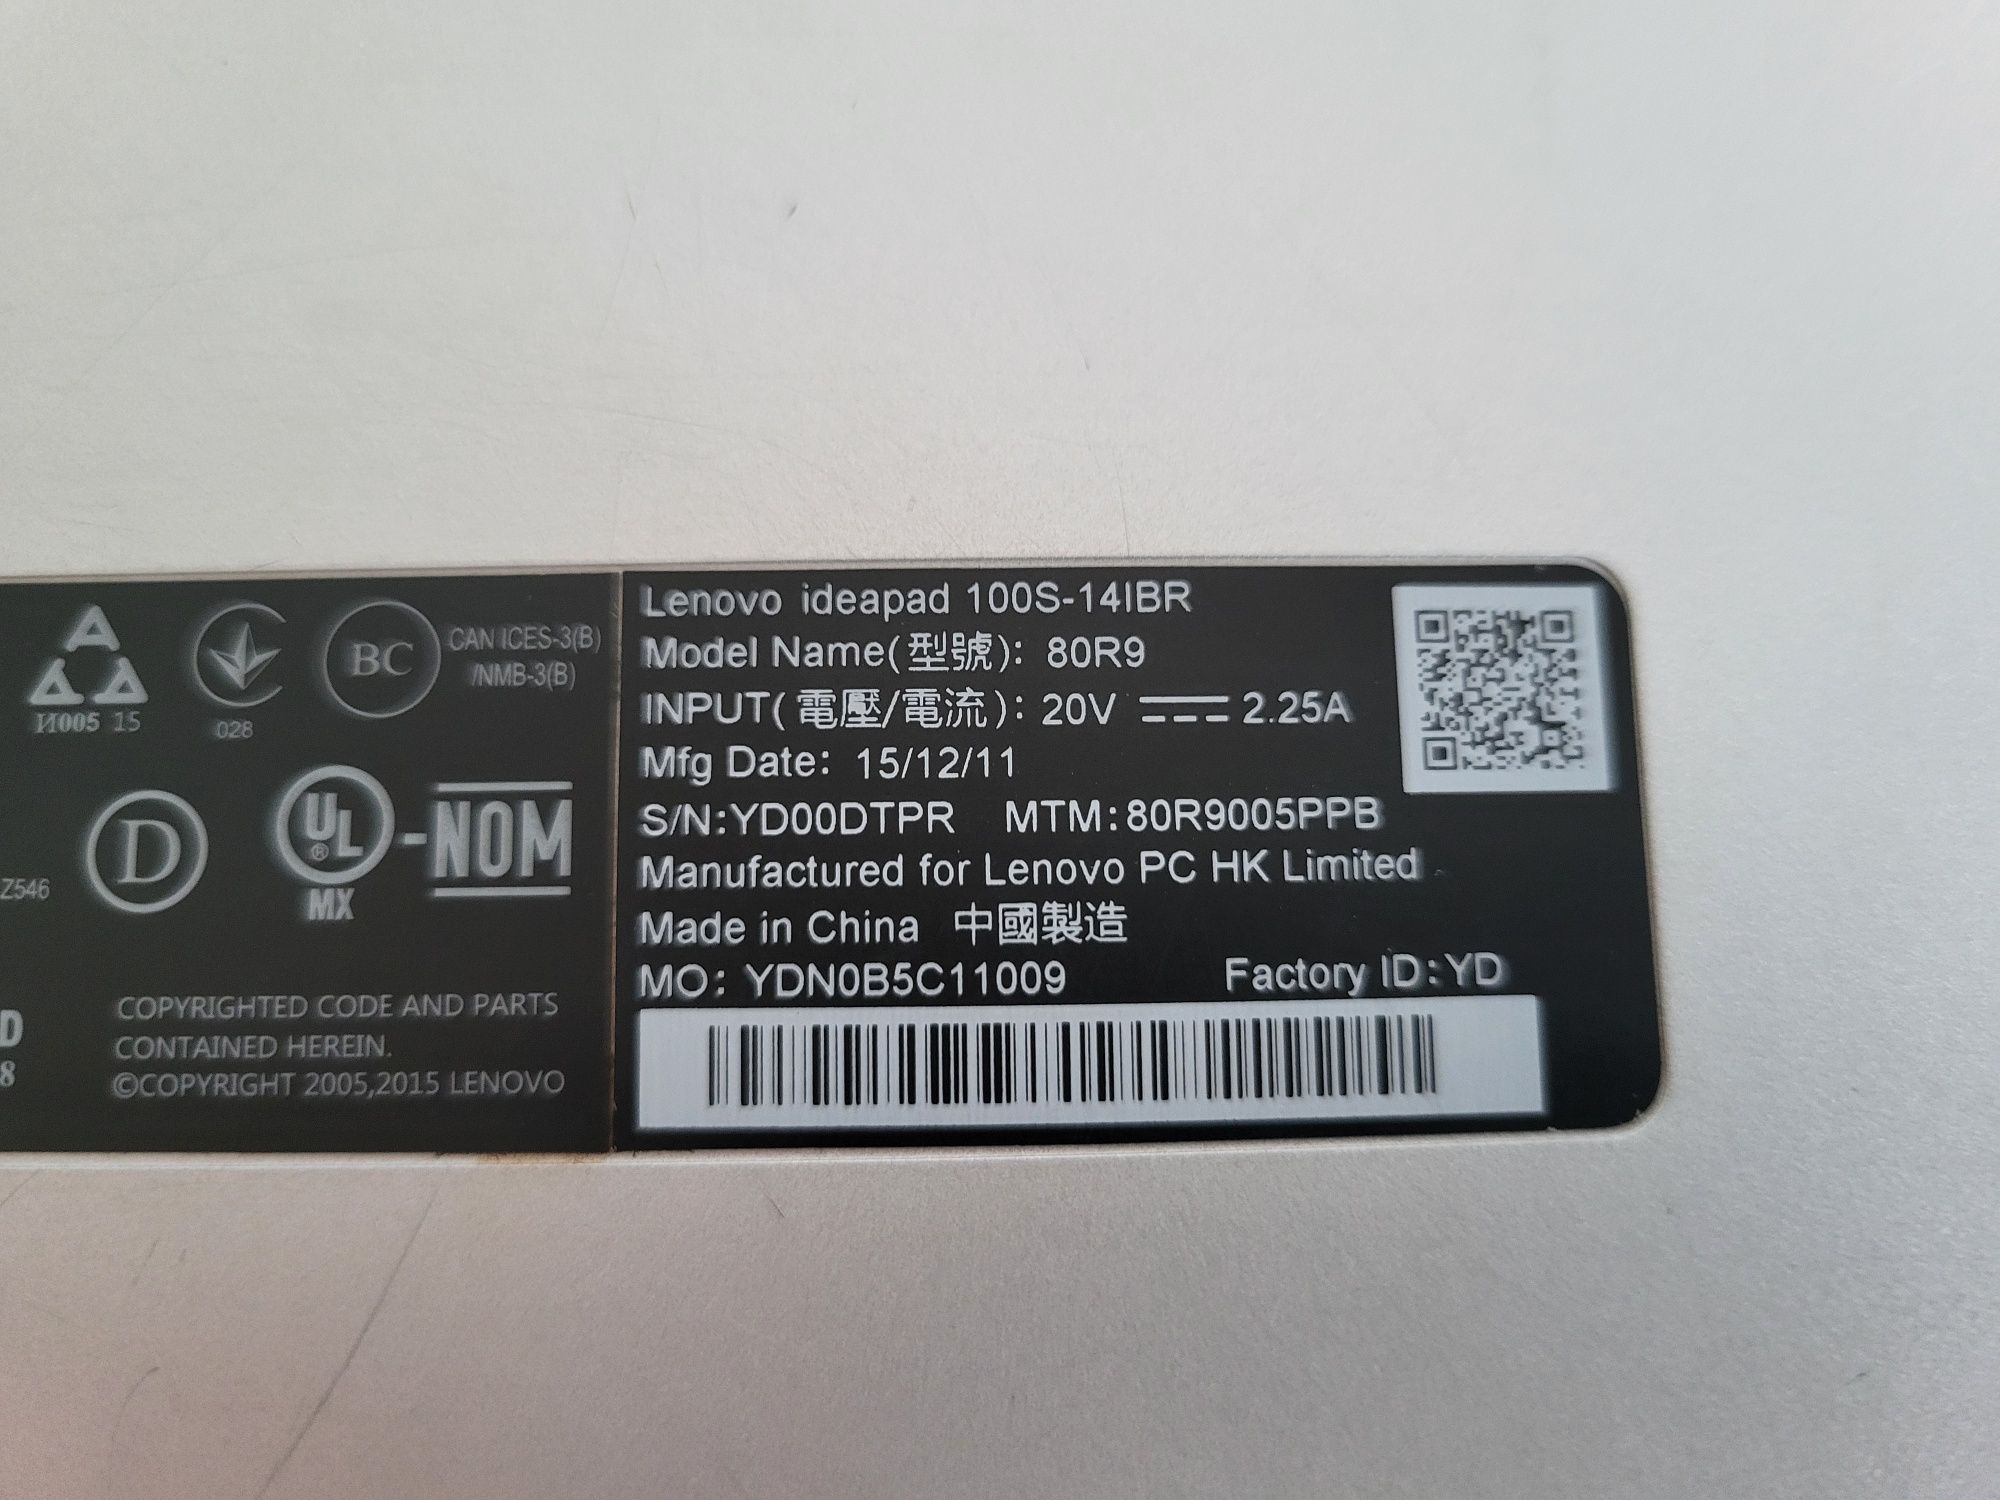 Lenovo ideapad 100S-14IBR
Model Name(型號): 80R9
INPUT(電壓/電流): 20V 2.25A
Mfg Date: 15/12/11
S/N:YD00DTPR MTM:80R9005PPB
Manufactured for Lenovo PC HK Limited
Made in China 中國製造
MO: YDN0B5C11009 Factory ID:YD
A
И005 15
028
BC
CAN ICES-3(B)
/NMB-3(B)
Z546
D
UL
®
MX
-NOM
D
8
COPYRIGHTED CODE AND PARTS
CONTAINED HEREIN.
©COPYRIGHT 2005,2015 LENOVO